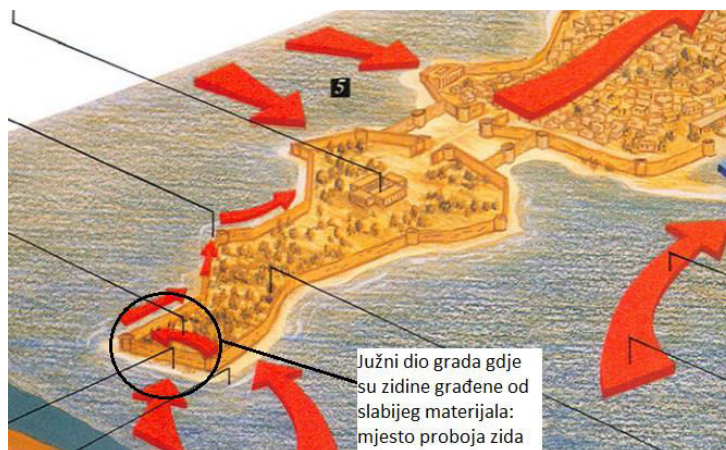 5
Južni dio grada gdje
su zidine građene od
slabijeg materijala:
mjesto proboja zida